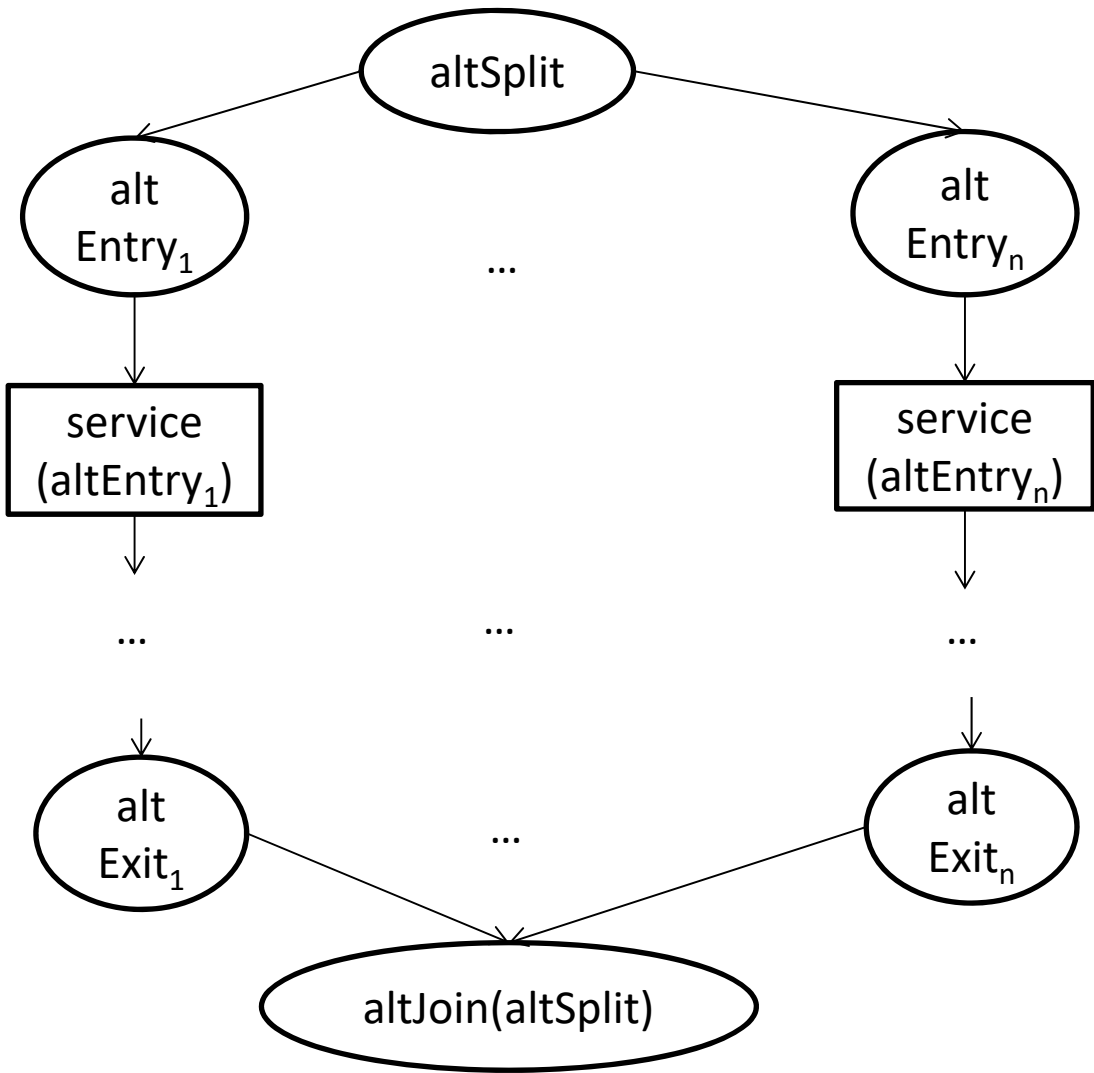 altSplit
alt
Entry₁
...
alt
Entryₙ
service
(altEntry₁)
service
(altEntryₙ)
...
...
...
alt
Exit₁
...
alt
Exitₙ
altJoin(altSplit)